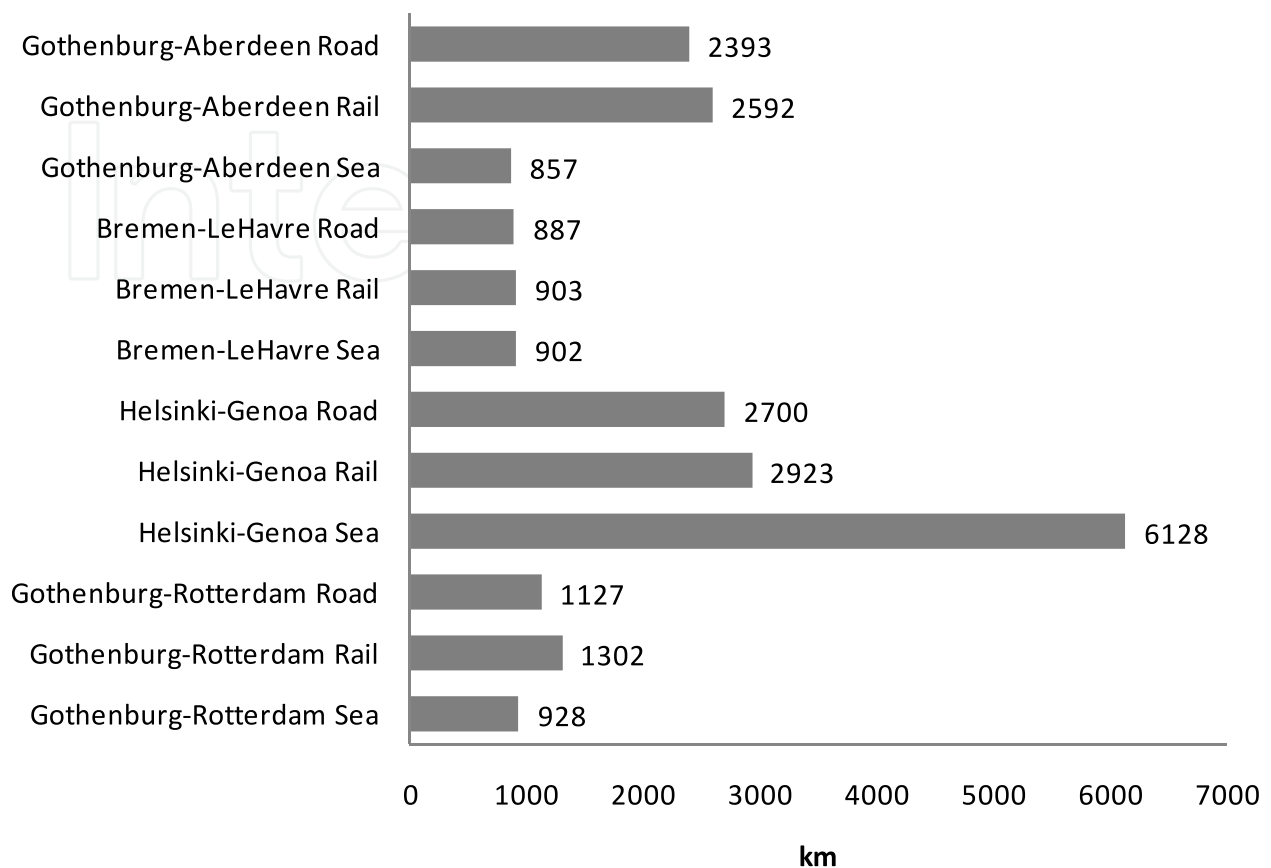 Gothenburg-Aberdeen Road 2393
Gothenburg-Aberdeen Rail 2592
Gothenburg-Aberdeen Sea 857
Bremen-LeHavre Road 887
Bremen-LeHavre Rail 903
Bremen-LeHavre Sea 902
Helsinki-Genoa Road 2700
Helsinki-Genoa Rail 2923
Helsinki-Genoa Sea 6128
Gothenburg-Rotterdam Road 1127
Gothenburg-Rotterdam Rail 1302
Gothenburg-Rotterdam Sea 928
0 1000 2000 3000 4000 5000 6000 7000
km
Inte